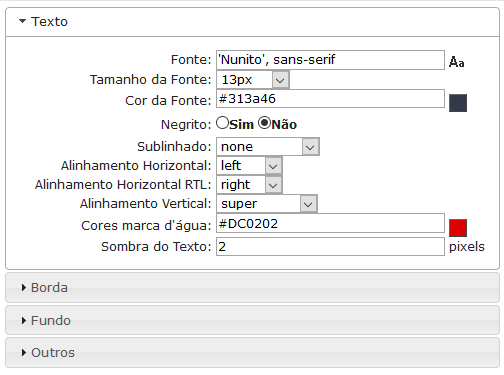 Texto
Fonte: 'Nunito', sans-serif Aa
Tamanho da Fonte: 13px
Cor da Fonte: #313a46
Negrito: Sim Não
Sublinhado: none
Alinhamento Horizontal: left
Alinhamento Horizontal RTL: right
Alinhamento Vertical: super
Cores marca d'água: #DC0202
Sombra do Texto: 2 pixels
Borda
Fundo
Outros